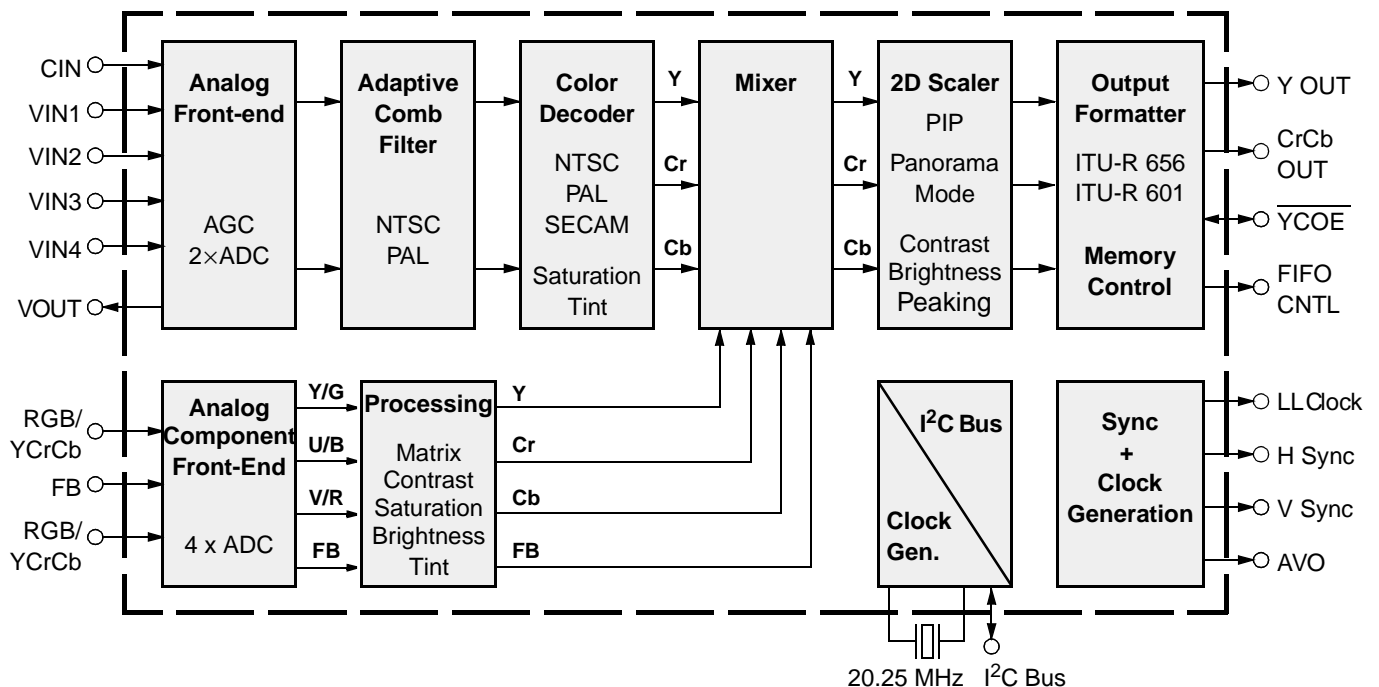 CIN
VIN1
VIN2
VIN3
VIN4
VOUT
Analog
Front-end
AGC
2×ADC
Adaptive
Comb
Filter
NTSC
PAL
Color
Decoder
NTSC
PAL
SECAM
Saturation
Tint
Y
Cr
Cb
Mixer
Y
Cr
Cb
2D Scaler
PIP
Panorama
Mode
Contrast
Brightness
Peaking
Output
Formatter
ITU-R 656
ITU-R 601
Memory
Control
Y OUT
CrCb
OUT
YCOE
FIFO
CNTL
RGB/
YCrCb
FB
RGB/
YCrCb
Analog
Component
Front-End
4 x ADC
Y/G
U/B
V/R
FB
Processing
Matrix
Contrast
Saturation
Brightness
Tint
Y
Cr
Cb
FB
I²C Bus
Clock
Gen.
Sync
+
Clock
Generation
LL Clock
H Sync
V Sync
AVO
20.25 MHz
I²C Bus